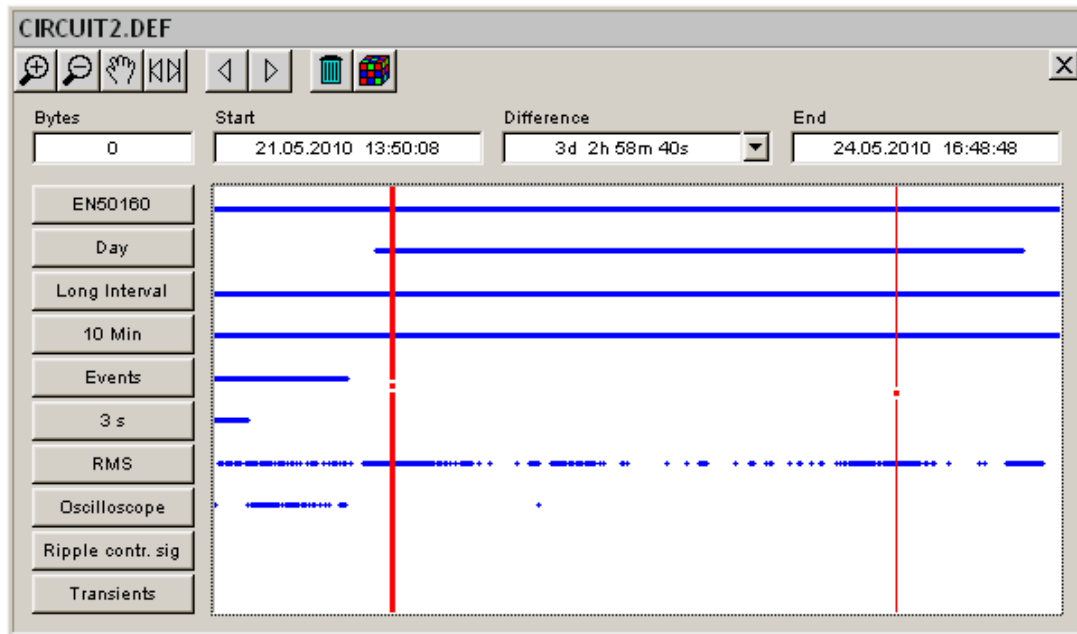 CIRCUIT2.DEF
Bytes Start Difference End
0 21.05.2010 13:50:08 3d 2h 58m 40s 24.05.2010 16:48:48
EN50160
Day
Long Interval
10 Min
Events
3 s
RMS
Oscilloscope
Ripple contr. sig
Transients